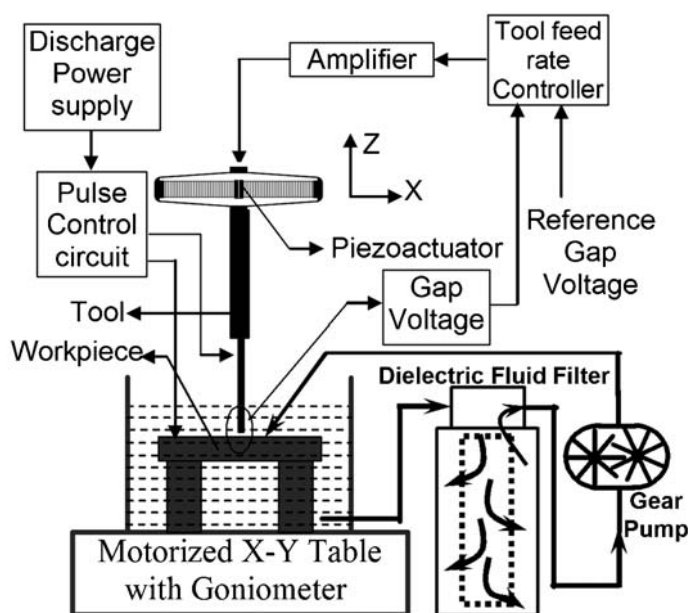 Discharge
Power
supply
Amplifier
Tool feed
rate
Controller
Z
X
Pulse
Control
circuit
Piezoactuator
Reference
Gap
Voltage
Gap
Voltage
Tool
Workpiece
Dielectric Fluid Filter
Gear
Pump
Motorized X-Y Table
with Goniometer